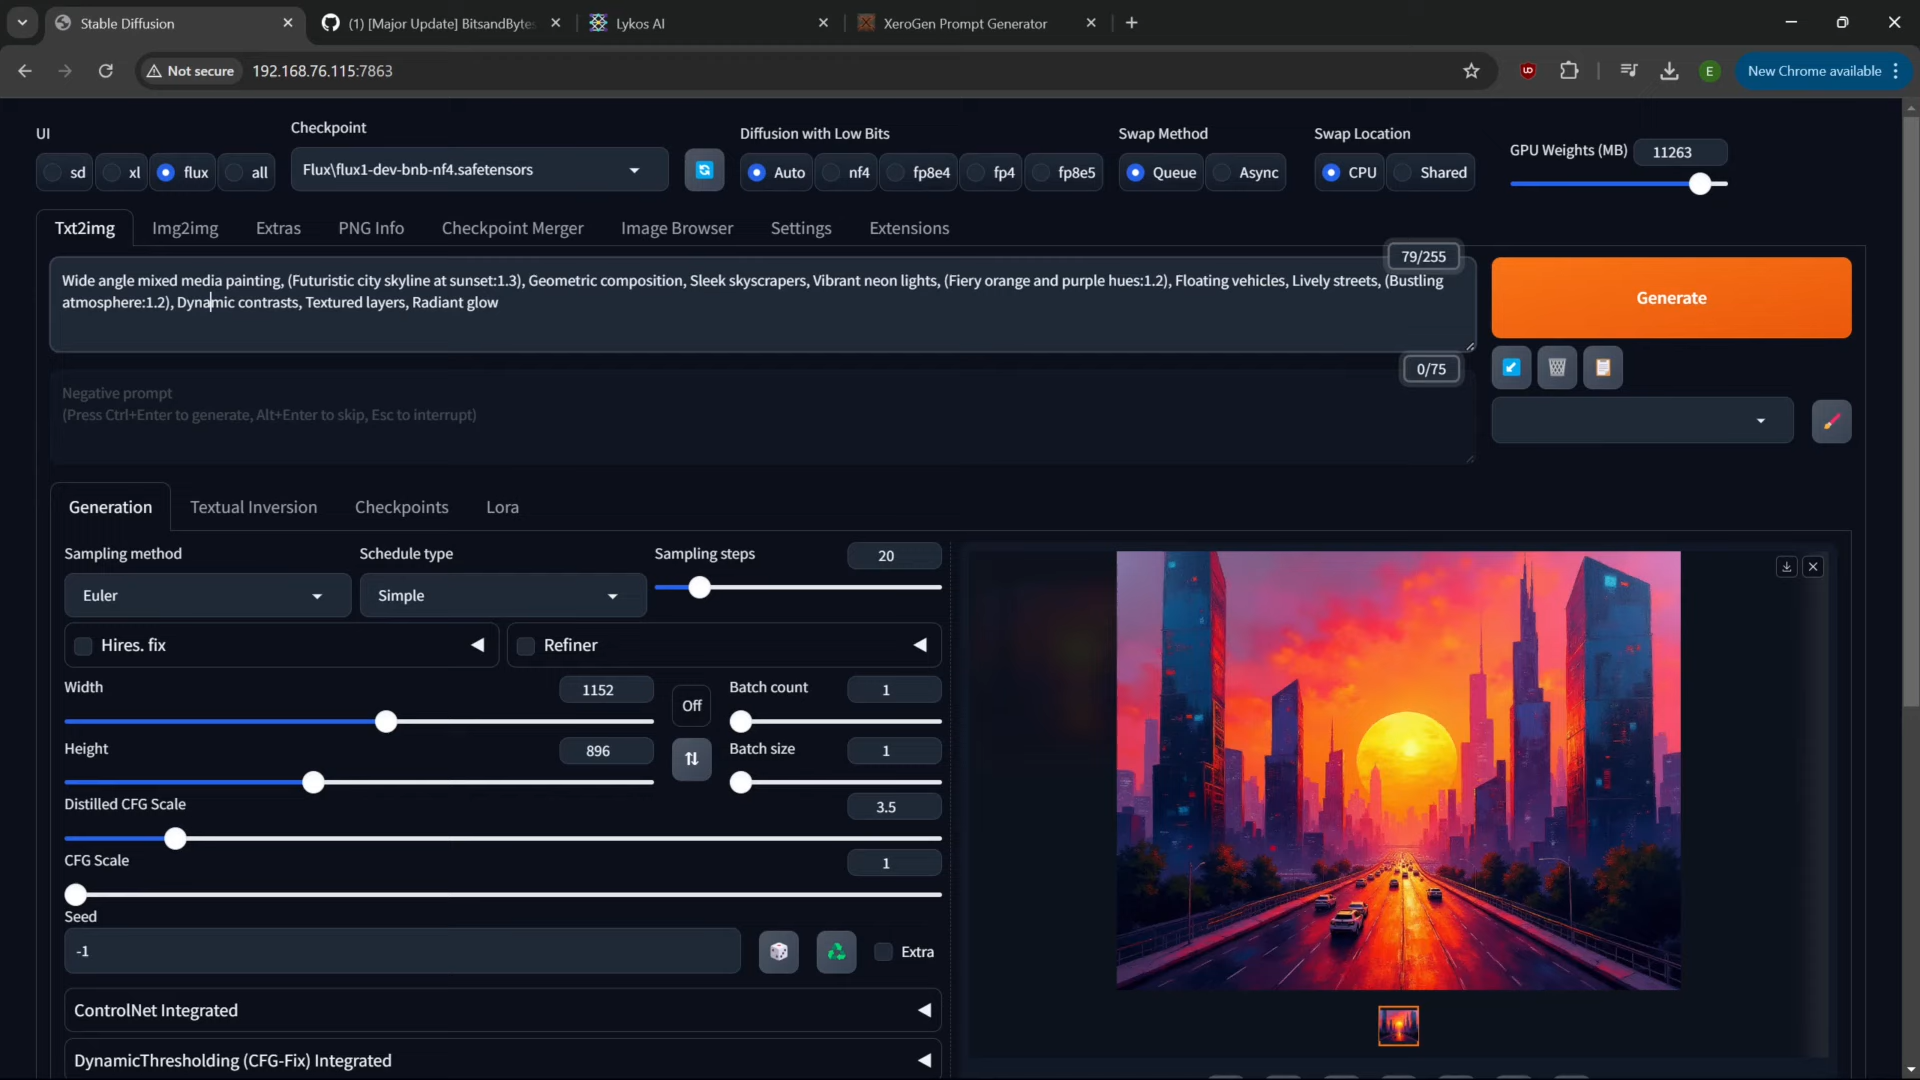 Stable Diffusion
(1) [Major Update] BitsandByte
Lykos AI
XeroGen Prompt Generator
Not secure
192.168.76.115:7863
E
New Chrome available
UI
sd
xl
flux
all
Checkpoint
Flux\flux1-dev-bnb-nf4.safetensors
Diffusion with Low Bits
Auto
nf4
fp8e4
fp4
fp8e5
Swap Method
Queue
Async
Swap Location
CPU
Shared
GPU Weights (MB)
11263
Txt2img
Img2img
Extras
PNG Info
Checkpoint Merger
Image Browser
Settings
Extensions
79/255
Wide angle mixed media painting, (Futuristic city skyline at sunset:1.3), Geometric composition, Sleek skyscrapers, Vibrant neon lights, (Fiery orange and purple hues:1.2), Floating vehicles, Lively streets, (Bustling
atmosphere:1.2), Dynamic contrasts, Textured layers, Radiant glow
Generate
0/75
Negative prompt
(Press Ctrl+Enter to generate, Alt+Enter to skip, Esc to interrupt)
Generation
Textual Inversion
Checkpoints
Lora
Sampling method
Euler
Schedule type
Simple
Sampling steps
20
Hires. fix
Refiner
Width
1152
Off
Batch count
1
Height
896
Batch size
1
Distilled CFG Scale
3.5
CFG Scale
1
Seed
-1
Extra
ControlNet Integrated
DynamicThresholding (CFG-Fix) Integrated